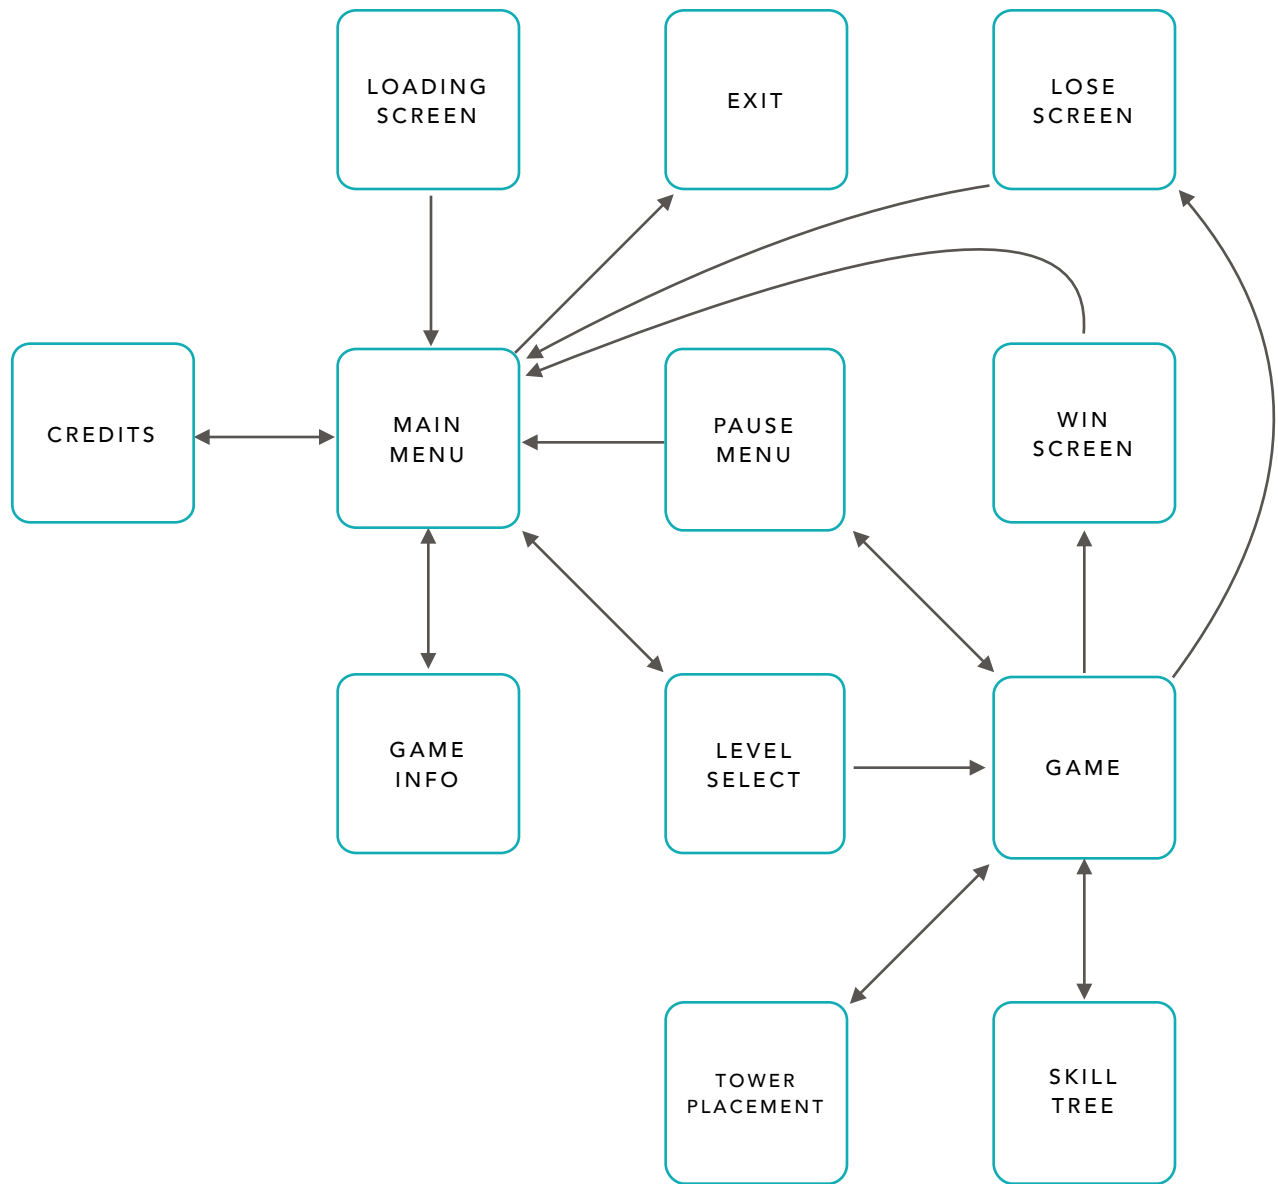 LOADING
SCREEN
EXIT
LOSE
SCREEN
CREDITS
MAIN
MENU
PAUSE
MENU
WIN
SCREEN
GAME
INFO
LEVEL
SELECT
GAME
TOWER
PLACEMENT
SKILL
TREE